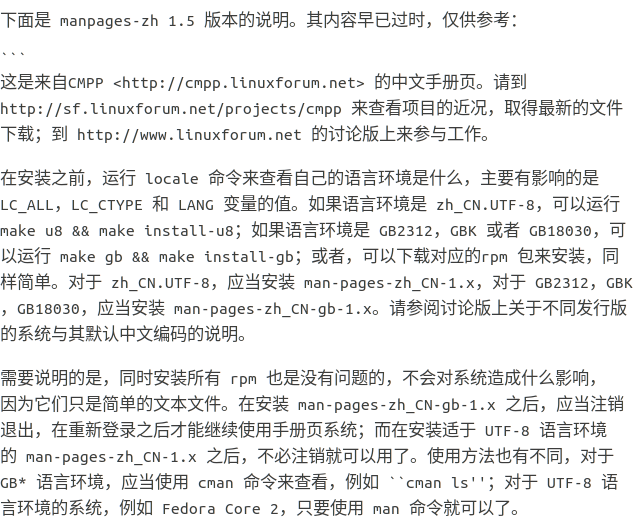 下面是 manpages-zh 1.5 版本的说明。其内容早已过时，仅供参考：
```
这是来自CMPP <http://cmpp.linuxforum.net> 的中文手册页。请到
http://sf.linuxforum.net/projects/cmpp 来查看项目的近况，取得最新的文件
下载；到 http://www.linuxforum.net 的讨论版上来参与工作。
在安装之前，运行 locale 命令来查看自己的语言环境是什么，主要有影响的是
LC_ALL，LC_CTYPE 和 LANG 变量的值。如果语言环境是 zh_CN.UTF-8，可以运行
make u8 && make install-u8；如果语言环境是 GB2312，GBK 或者 GB18030，可
以运行 make gb && make install-gb；或者，可以下载对应的rpm 包来安装，同
样简单。对于 zh_CN.UTF-8，应当安装 man-pages-zh_CN-1.x，对于 GB2312，GBK
，GB18030，应当安装 man-pages-zh_CN-gb-1.x。请参阅讨论版上关于不同发行版
的系统与其默认中文编码的说明。
需要说明的是，同时安装所有 rpm 也是没有问题的，不会对系统造成什么影响，
因为它们只是简单的文本文件。在安装 man-pages-zh_CN-gb-1.x 之后，应当注销
退出，在重新登录之后才能继续使用手册页系统；而在安装适于 UTF-8 语言环境
的 man-pages-zh_CN-1.x 之后，不必注销就可以用了。使用方法也有不同，对于
GB* 语言环境，应当使用 cman 命令来查看，例如 ``cman ls''；对于 UTF-8 语
言环境的系统，例如 Fedora Core 2，只要使用 man 命令就可以了。